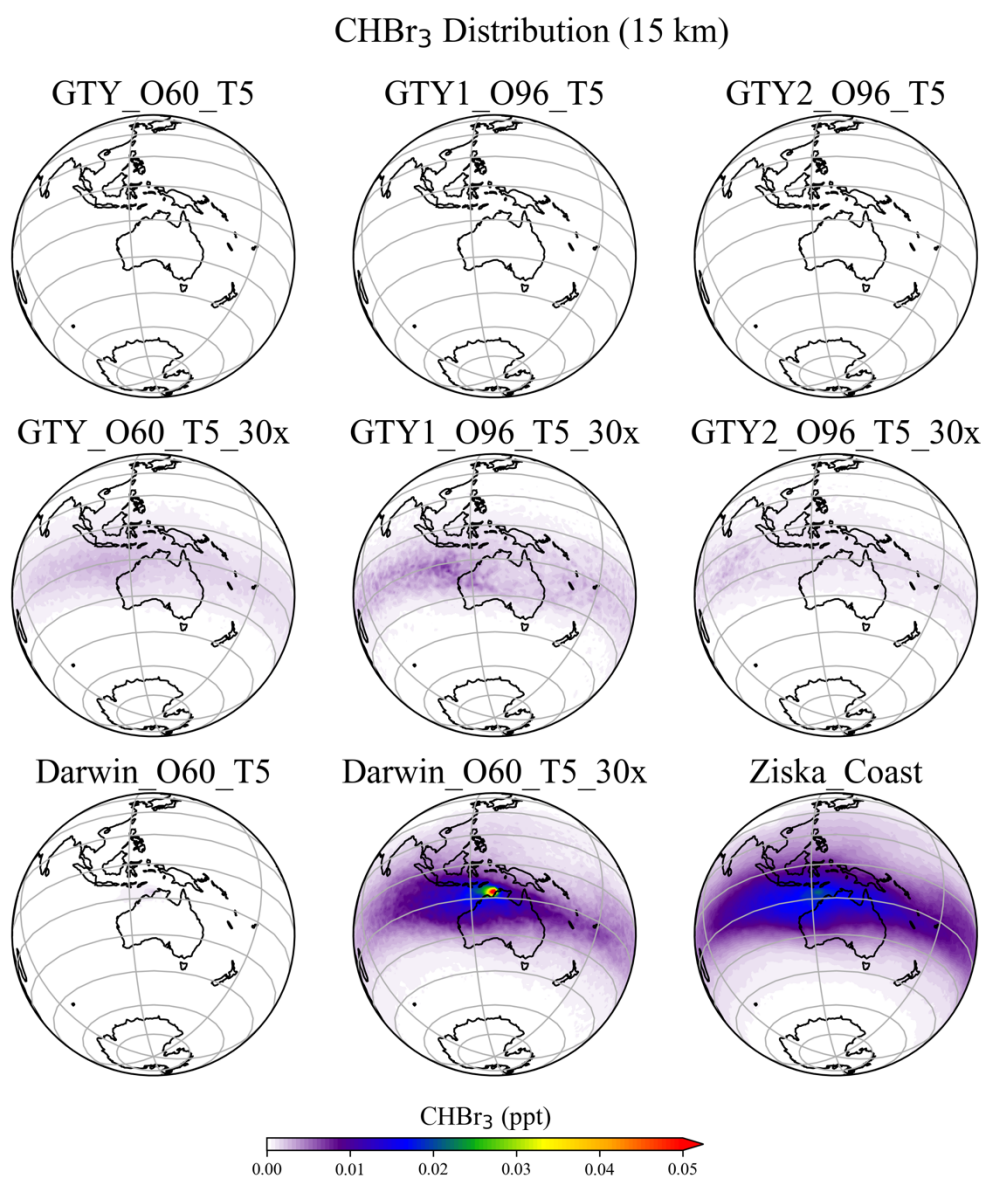 CHBr₃ Distribution (15 km)
GTY_O60_T5 GTY1_O96_T5 GTY2_O96_T5
GTY_O60_T5_30x GTY1_O96_T5_30x GTY2_O96_T5_30x
Darwin_O60_T5 Darwin_O60_T5_30x Ziska_Coast
CHBr₃ (ppt)
0.00 0.01 0.02 0.03 0.04 0.05